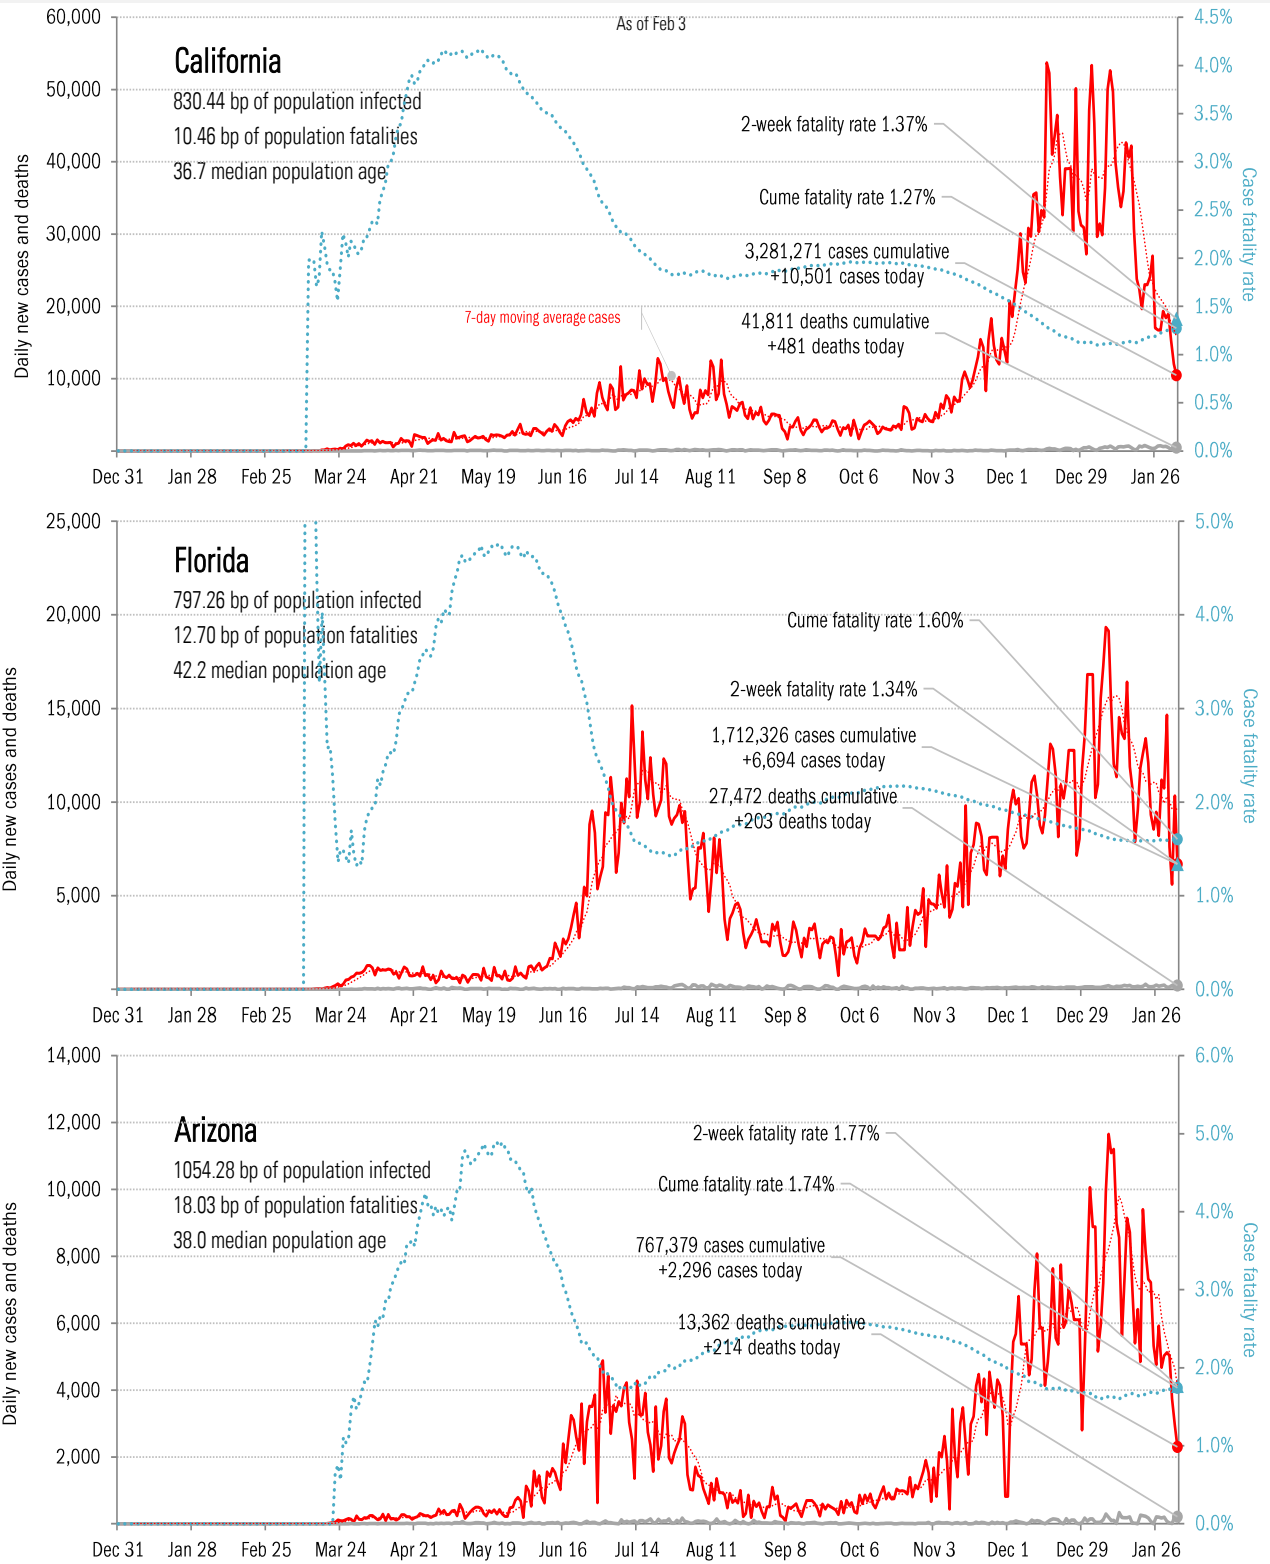 As of Feb 3
California
830.44 bp of population infected
10.46 bp of population fatalities
36.7 median population age
Daily new cases and deaths
60,000
50,000
40,000
30,000
20,000
10,000
2-week fatality rate 1.37%
Cume fatality rate 1.27%
3,281,271 cases cumulative
+10,501 cases today
7-day moving average cases
41,811 deaths cumulative
+481 deaths today
4.5%
4.0%
3.5%
3.0%
2.5%
2.0%
1.5%
1.0%
0.5%
0.0%
Case fatality rate
Dec 31 Jan 28 Feb 25 Mar 24 Apr 21 May 19 Jun 16 Jul 14 Aug 11 Sep 8 Oct 6 Nov 3 Dec 1 Dec 29 Jan 26
Florida
797.26 bp of population infected
12.70 bp of population fatalities
42.2 median population age
Daily new cases and deaths
25,000
20,000
15,000
10,000
5,000
Cume fatality rate 1.60%
2-week fatality rate 1.34%
1,712,326 cases cumulative
+6,694 cases today
27,472 deaths cumulative
+203 deaths today
5.0%
4.0%
3.0%
2.0%
1.0%
0.0%
Case fatality rate
Dec 31 Jan 28 Feb 25 Mar 24 Apr 21 May 19 Jun 16 Jul 14 Aug 11 Sep 8 Oct 6 Nov 3 Dec 1 Dec 29 Jan 26
Arizona
1054.28 bp of population infected
18.03 bp of population fatalities
38.0 median population age
Daily new cases and deaths
14,000
12,000
10,000
8,000
6,000
4,000
2,000
2-week fatality rate 1.77%
Cume fatality rate 1.74%
767,379 cases cumulative
+2,296 cases today
13,362 deaths cumulative
+214 deaths today
6.0%
5.0%
4.0%
3.0%
2.0%
1.0%
0.0%
Case fatality rate
Dec 31 Jan 28 Feb 25 Mar 24 Apr 21 May 19 Jun 16 Jul 14 Aug 11 Sep 8 Oct 6 Nov 3 Dec 1 Dec 29 Jan 26